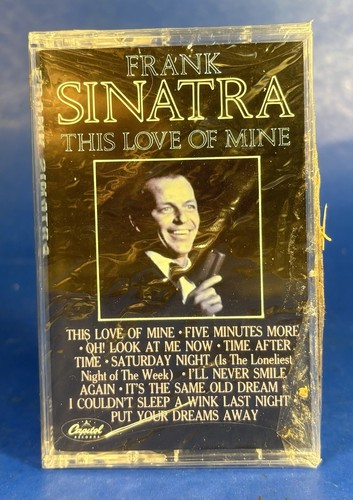 FRANK
SINATRA
THIS LOVE OF MINE
THIS LOVE OF MINE • FIVE MINUTES MORE
• OH! LOOK AT ME NOW • TIME AFTER
TIME • SATURDAY NIGHT (Is The Loneliest
Night of The Week) • I'LL NEVER SMILE
AGAIN • IT'S THE SAME OLD DREAM •
I COULDN'T SLEEP A WINK LAST NIGHT •
PUT YOUR DREAMS AWAY
Capitol
RECORDS